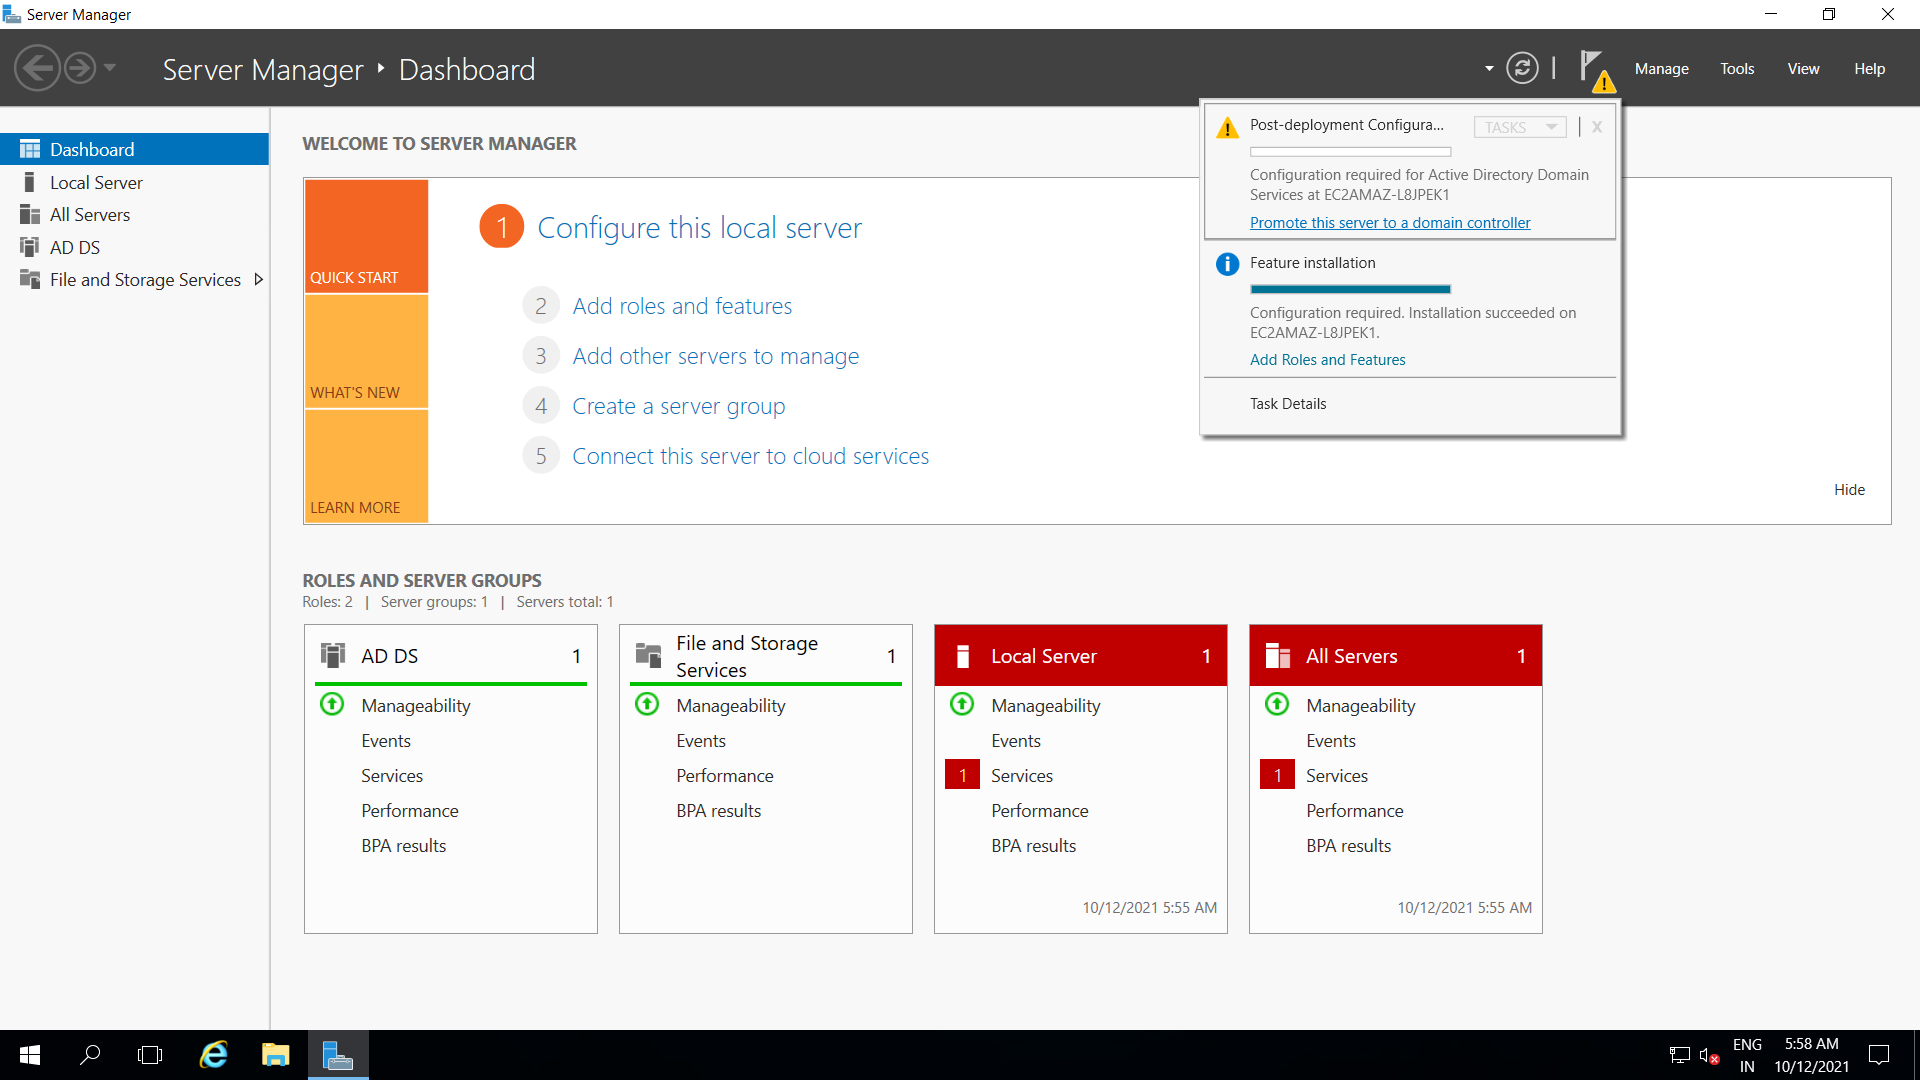 Server Manager
Server Manager ‣ Dashboard
Manage Tools View Help
Dashboard
Local Server
All Servers
AD DS
File and Storage Services
WELCOME TO SERVER MANAGER
QUICK START
WHAT'S NEW
LEARN MORE
1 Configure this local server
2 Add roles and features
3 Add other servers to manage
4 Create a server group
5 Connect this server to cloud services
Hide
Post-deployment Configura... TASKS X
Configuration required for Active Directory Domain
Services at EC2AMAZ-L8JPEK1
Promote this server to a domain controller
Feature installation
Configuration required. Installation succeeded on
EC2AMAZ-L8JPEK1.
Add Roles and Features
Task Details
ROLES AND SERVER GROUPS
Roles: 2 | Server groups: 1 | Servers total: 1
AD DS 1
Manageability
Events
Services
Performance
BPA results
File and Storage
Services 1
Manageability
Events
Performance
BPA results
Local Server 1
Manageability
Events
1 Services
Performance
BPA results
10/12/2021 5:55 AM
All Servers 1
Manageability
Events
1 Services
Performance
BPA results
10/12/2021 5:55 AM
ENG
IN
5:58 AM
10/12/2021